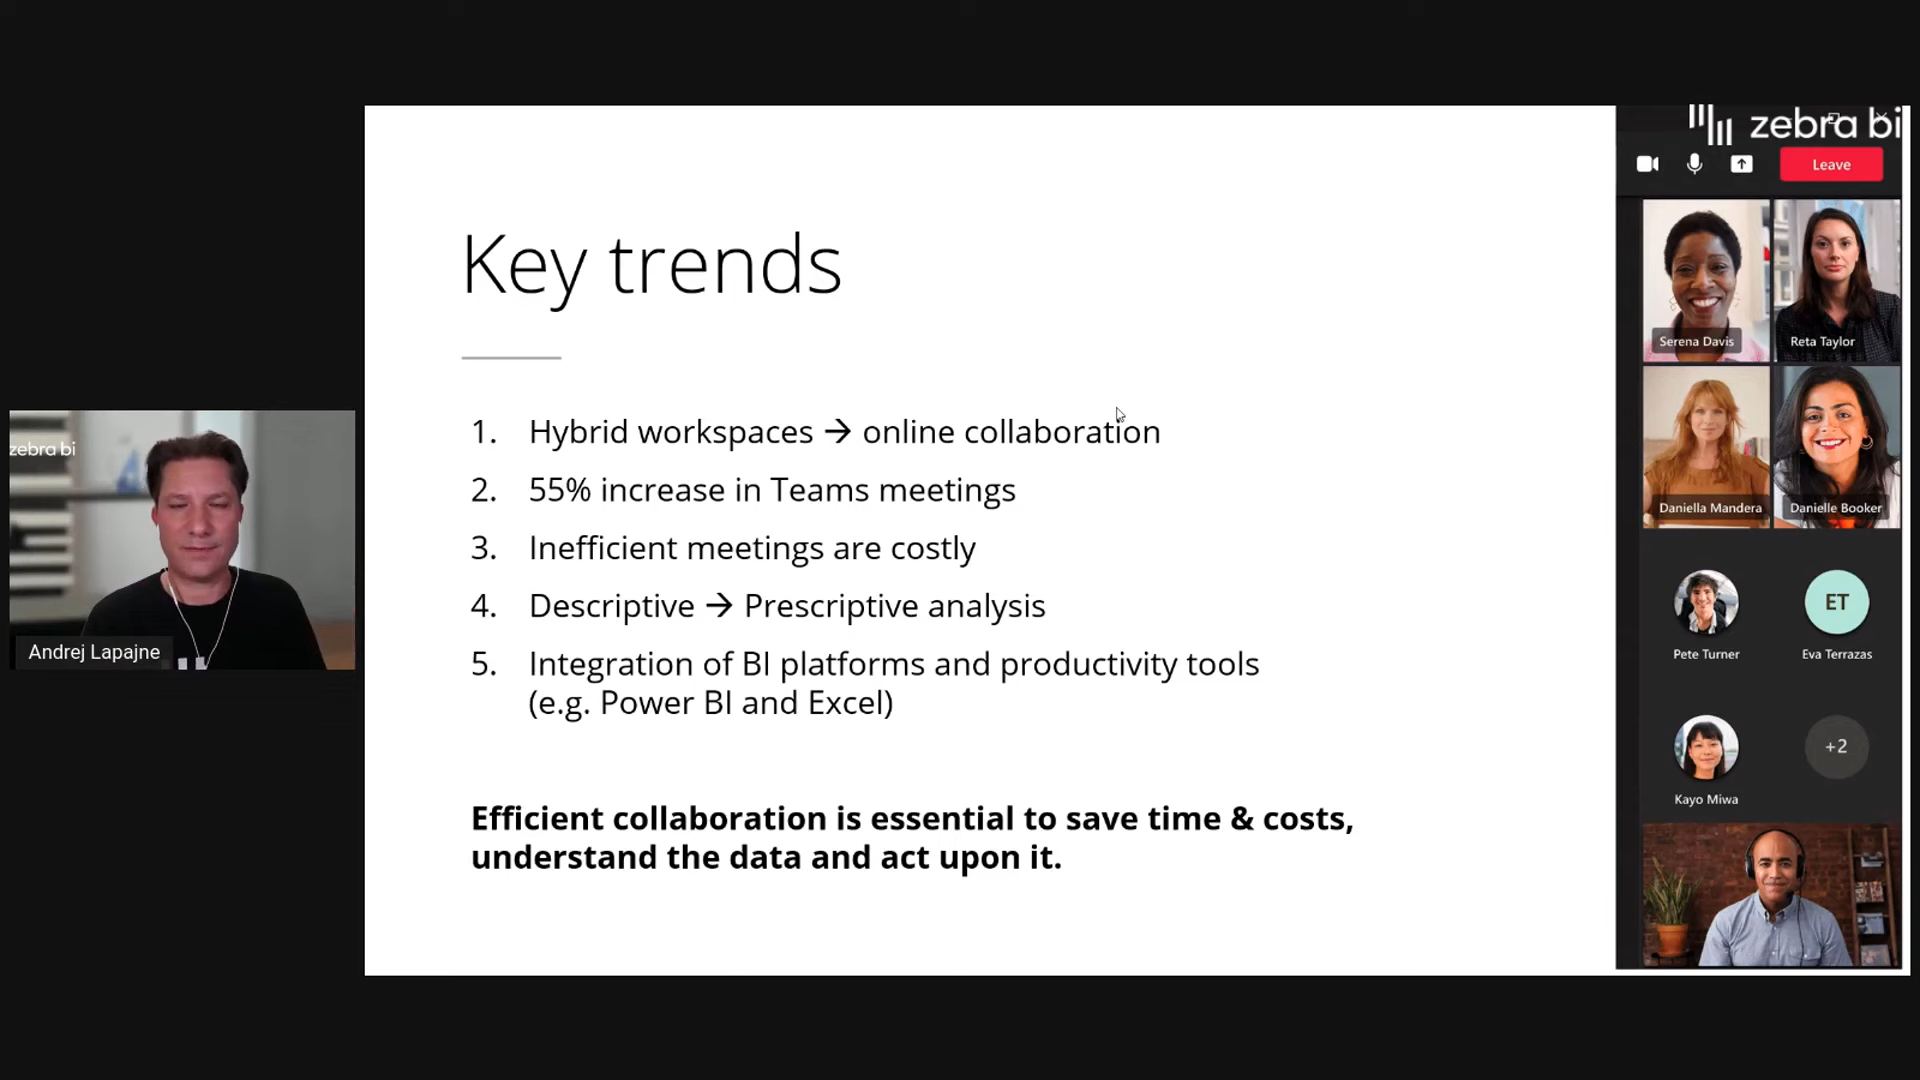 zebra bi
Leave
Key trends
Serena Davis
Reta Taylor
zebra bi
Andrej Lapajne
1. Hybrid workspaces → online collaboration
2. 55% increase in Teams meetings
3. Inefficient meetings are costly
4. Descriptive → Prescriptive analysis
5. Integration of BI platforms and productivity tools
(e.g. Power BI and Excel)
Efficient collaboration is essential to save time & costs,
understand the data and act upon it.
Daniella Mandera
Danielle Booker
ET
Pete Turner
Eva Terrazas
+2
Kayo Miwa